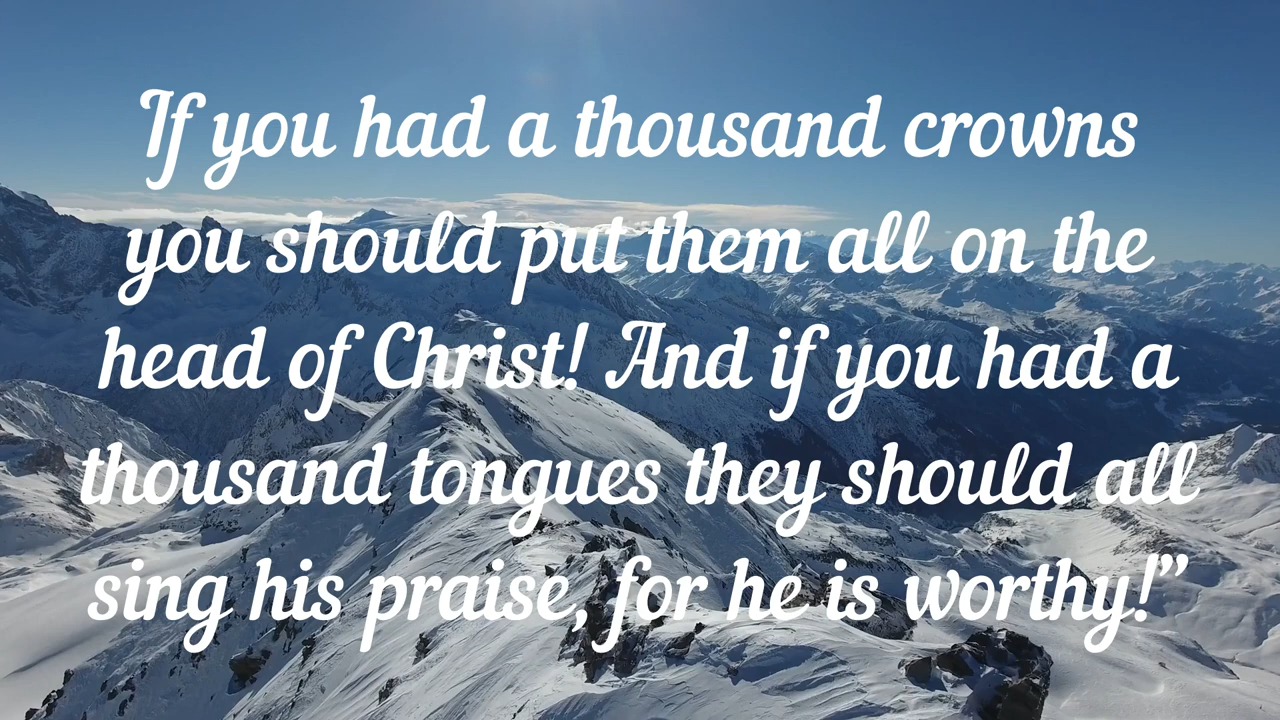 If you had a thousand crowns
you should put them all on the
head of Christ! And if you had a
thousand tongues they should all
sing his praise, for he is worthy!”